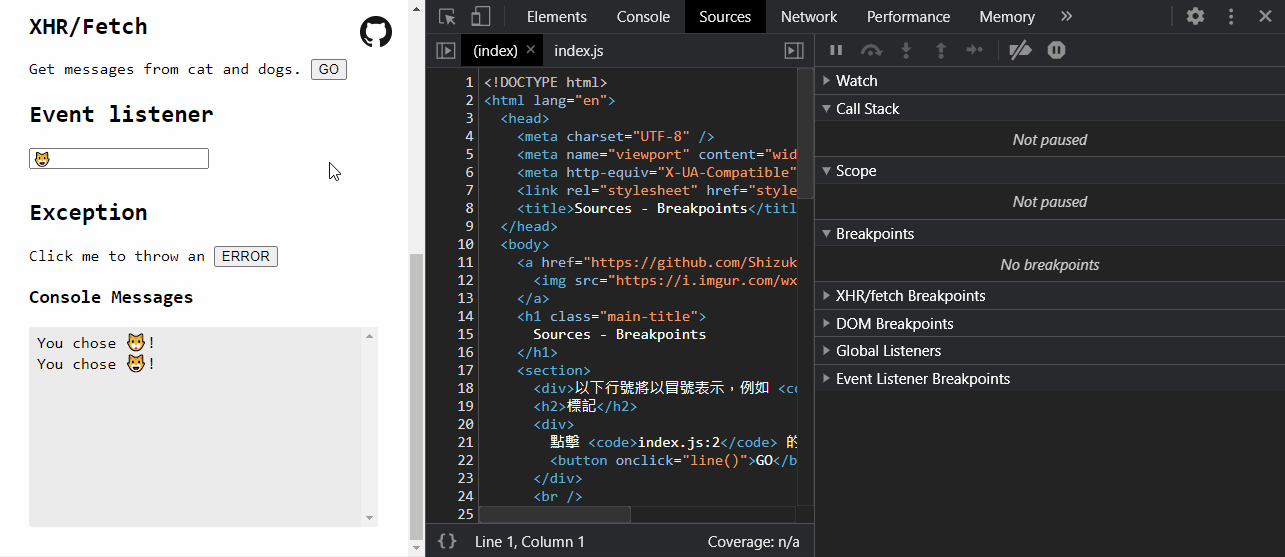 XHR/Fetch
Get messages from cat and dogs. GO
Event listener
🐱
Exception
Click me to throw an ERROR
Console Messages
You chose 🐱!
You chose 🐱!
Elements Console Sources Network Performance Memory
(index) index.js
1 <!DOCTYPE html>
2 <html lang="en">
3 <head>
4 <meta charset="UTF-8" />
5 <meta name="viewport" content="wid
6 <meta http-equiv="X-UA-Compatible"
7 <link rel="stylesheet" href="style
8 <title>Sources - Breakpoints</titl
9 </head>
10 <body>
11 <a href="https://github.com/Shizuk
12 <img src="https://i.imgur.com/wx
13 </a>
14 <h1 class="main-title">
15 Sources - Breakpoints
16 </h1>
17 <section>
18 <div>以下行號將以冒號表示，例如 <co
19 <h2>標記</h2>
20 <div>
21 點擊 <code>index.js:2</code> 的
22 <button onclick="line()">GO</b
23 </div>
24 <br />
25
{} Line 1, Column 1 Coverage: n/a
Watch
Call Stack
Not paused
Scope
Not paused
Breakpoints
No breakpoints
XHR/fetch Breakpoints
DOM Breakpoints
Global Listeners
Event Listener Breakpoints